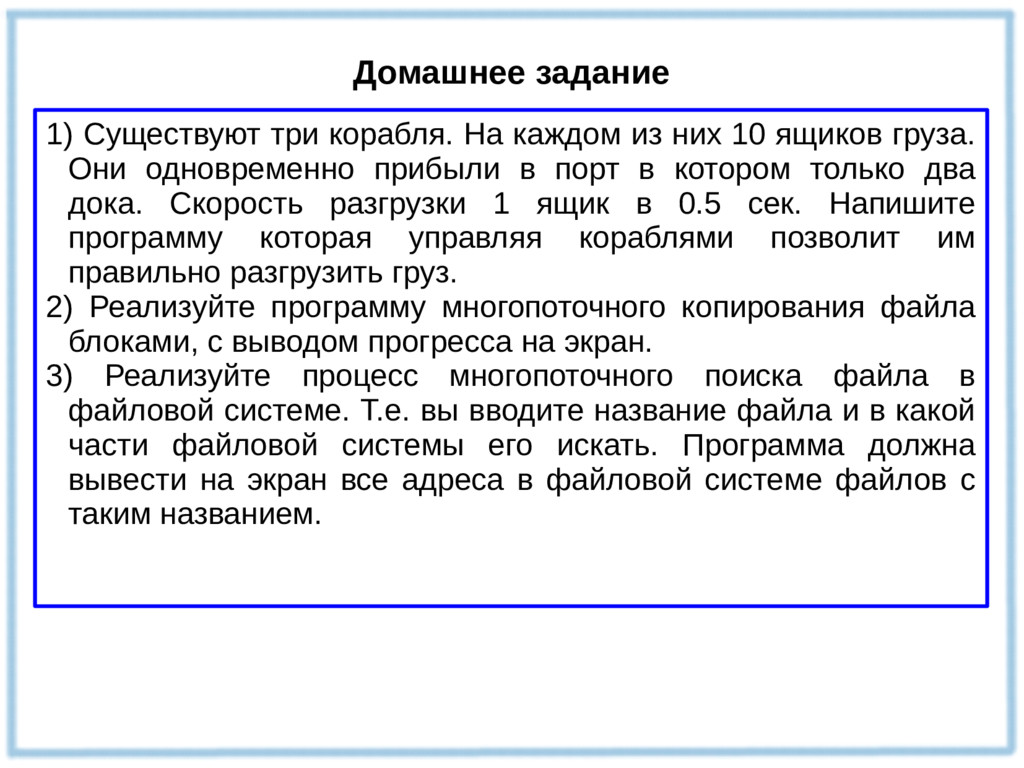 Домашнее задание
1) Существуют три корабля. На каждом из них 10 ящиков груза.
Они одновременно прибыли в порт в котором только два
дока. Скорость разгрузки 1 ящик в 0.5 сек. Напишите
программу которая управляя кораблями позволит им
правильно разгрузить груз.
2) Реализуйте программу многопоточного копирования файла
блоками, с выводом прогресса на экран.
3) Реализуйте процесс многопоточного поиска файла в
файловой системе. Т.е. вы вводите название файла и в какой
части файловой системы его искать. Программа должна
вывести на экран все адреса в файловой системе файлов с
таким названием.